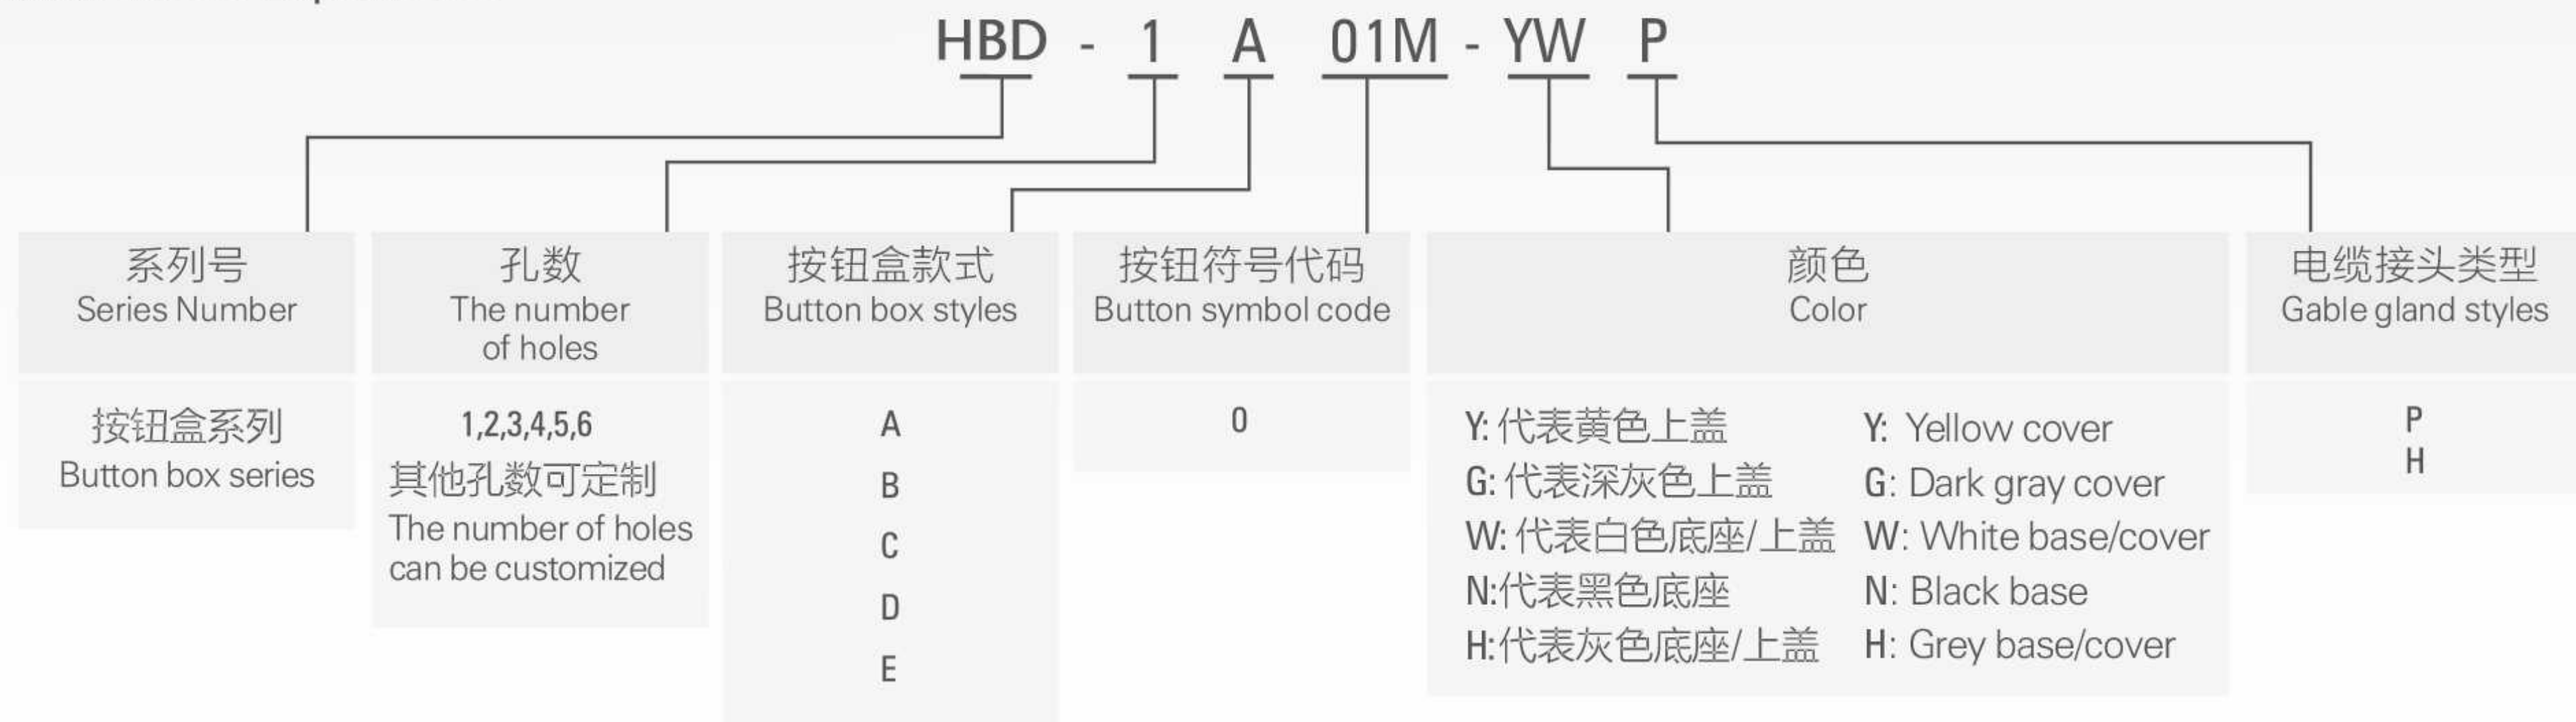 HBD - 1 A 01M - YW P
系列号
Series Number
孔数
The number
of holes
按钮盒款式
Button box styles
按钮符号代码
Button symbol code
颜色
Color
电缆接头类型
Gable gland styles
按钮盒系列
Button box series
1,2,3,4,5,6
其他孔数可定制
The number of holes
can be customized
A
B
C
D
E
0
Y: 代表黄色上盖
G: 代表深灰色上盖
W: 代表白色底座/上盖
N:代表黑色底座
H:代表灰色底座/上盖
Y: Yellow cover
G: Dark gray cover
W: White base/cover
N: Black base
H: Grey base/cover
P
H